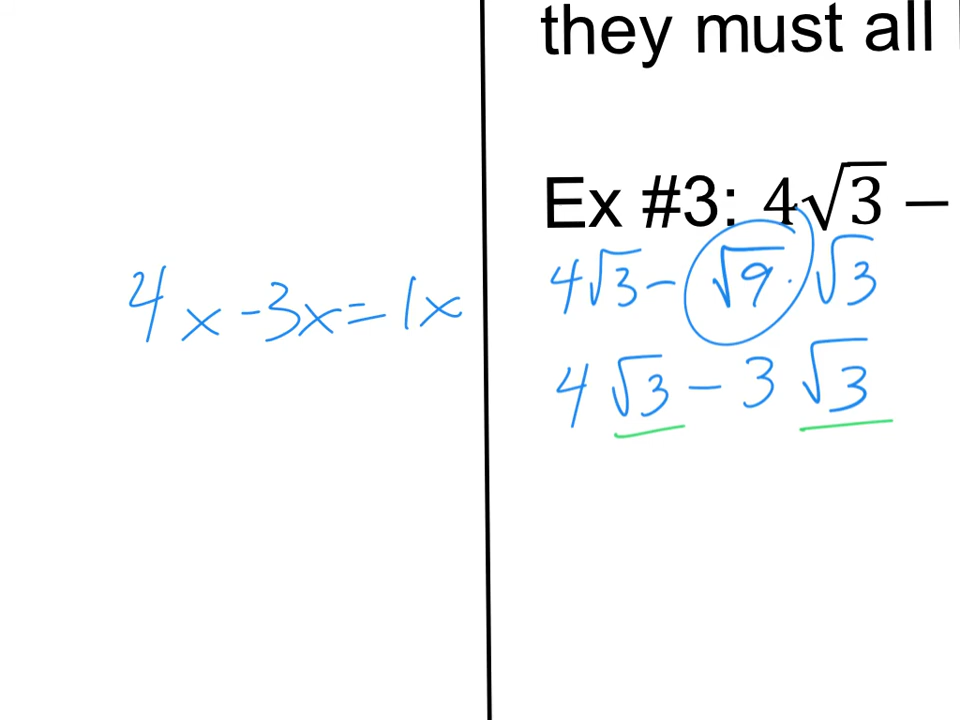 4x - 3x = 1x
they must all
Ex #3: 4√3 −
4√3 − √9 · √3
4√3 − 3√3